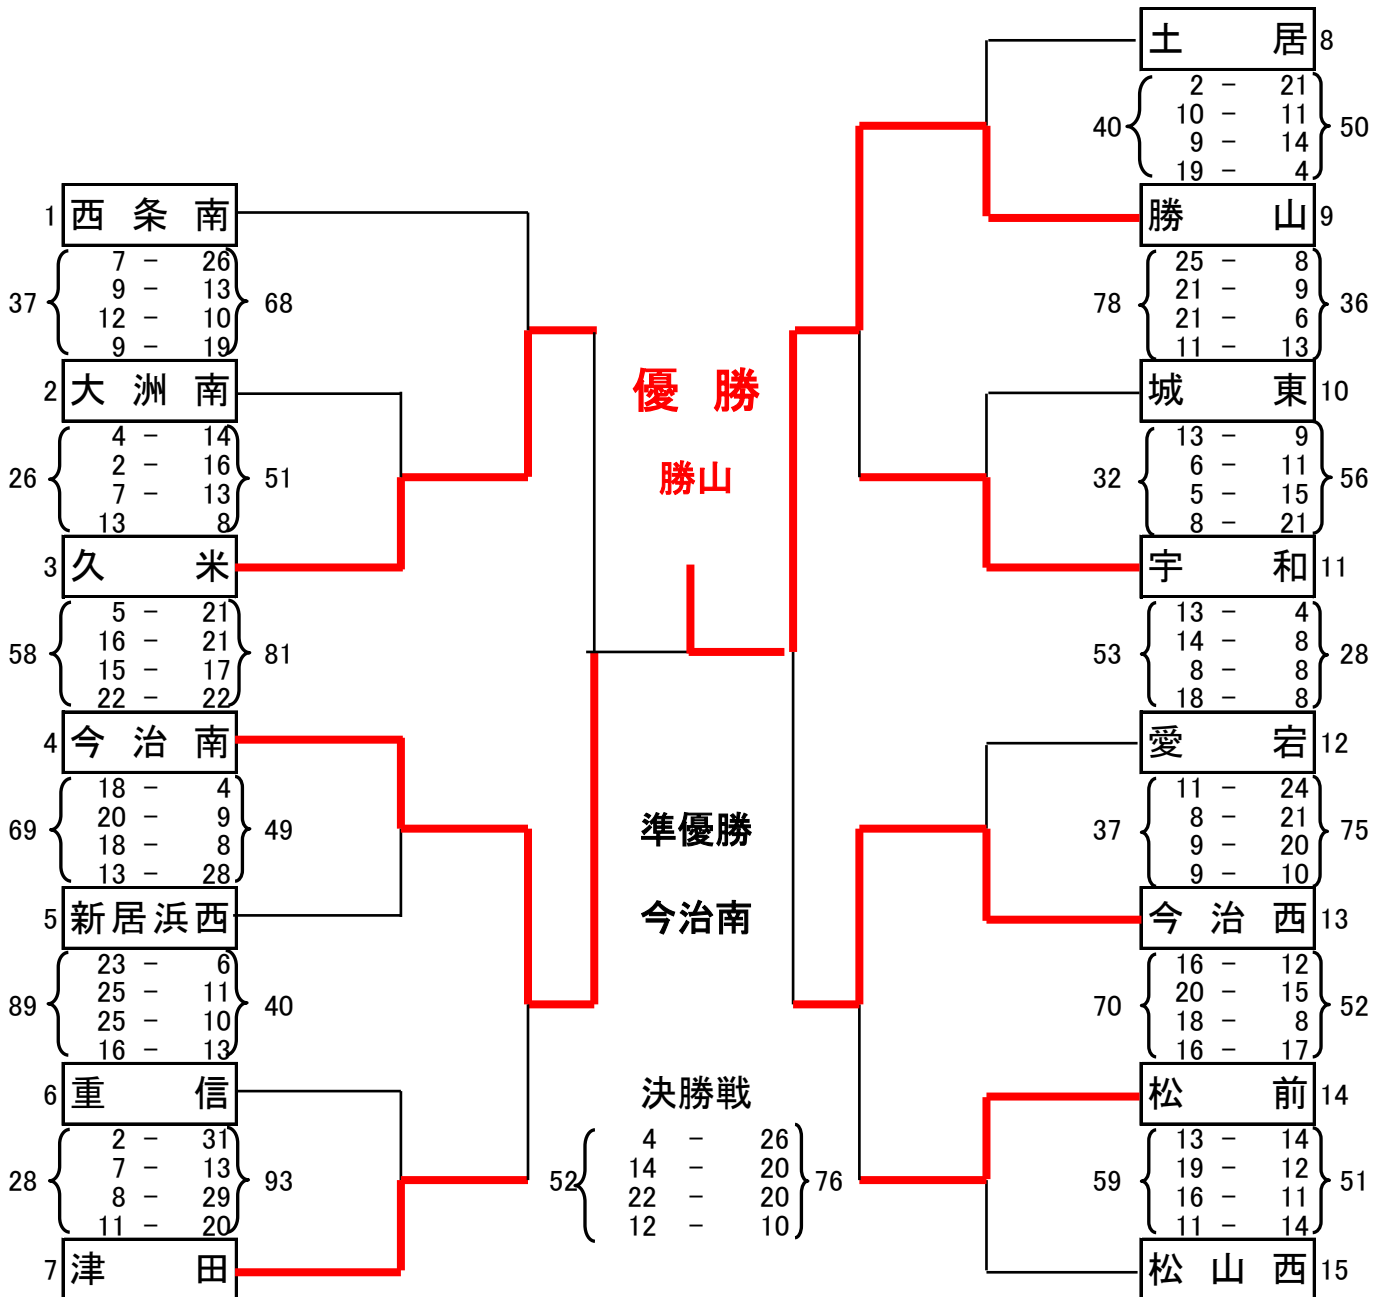 1 西条南
7 - 26
9 - 13
37 68
12 - 10
9 - 19
2 大洲南
4 - 14
2 - 16
26 51
7 - 13
13 8
3 久米
5 - 21
16 - 21
58 81
15 - 17
22 - 22
4 今治南
18 - 4
20 - 9
69 49
18 - 8
13 - 28
5 新居浜西
23 - 6
25 - 11
89 40
25 - 10
16 - 13
6 重信
2 - 31
7 - 13
28 93
8 - 29
11 - 20
7 津田
優勝
勝山
準優勝
今治南
決勝戦
4 - 26
14 - 20
52 76
22 - 20
12 - 10
土居 8
2 - 21
10 - 11
40 50
9 - 14
19 - 4
勝山 9
25 - 8
21 - 9
78 36
21 - 6
11 - 13
城東 10
13 - 9
6 - 11
32 56
5 - 15
8 - 21
宇和 11
13 - 4
14 - 8
53 28
8 - 8
18 - 8
愛宕 12
11 - 24
8 - 21
37 75
9 - 20
9 - 10
今治西 13
16 - 12
20 - 15
70 52
18 - 8
16 - 17
松前 14
13 - 14
19 - 12
59 51
16 - 11
11 - 14
松山西 15